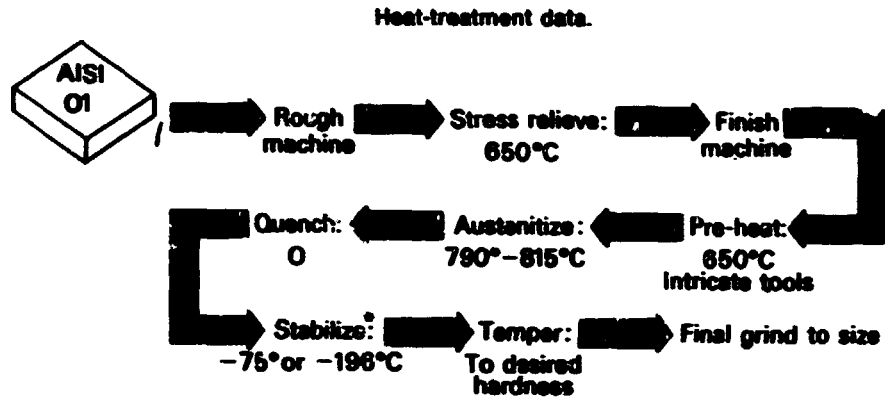 Heat-treatment data.
AISI
O1
Rough
machine
Stress relieve:
650°C
Finish
machine
Pre-heat:
650°C
Intricate tools
Austenitize:
790°-815°C
Quench:
O
Stabilize:*
-75° or -196°C
Temper:
To desired
hardness
Final grind to size